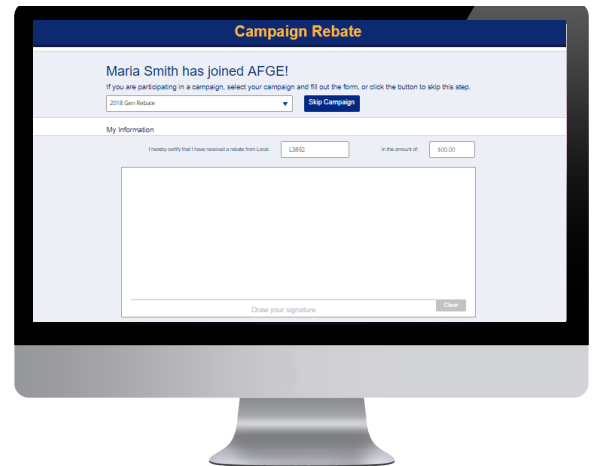 Campaign Rebate
Maria Smith has joined AFGE!
If you are participating in a campaign, select your campaign and fill out the form, or click the button to skip this step.
2018 Gen Rebate Skip Campaign
My Information
I hereby certify that I have received a rebate from Local: L3892 in the amount of: $00.00
Draw your signature Clear